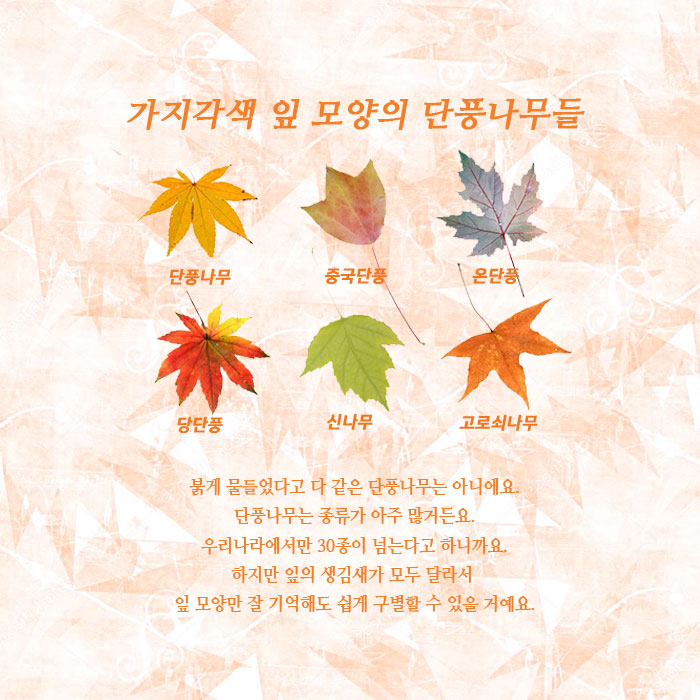 가지각색 잎 모양의 단풍나무들
단풍나무 중국단풍 온단풍
당단풍 신나무 고로쇠나무
붉게 물들었다고 다 같은 단풍나무는 아니에요.
단풍나무는 종류가 아주 많거든요.
우리나라에서만 30종이 넘는다고 하니까요.
하지만 잎의 생김새가 모두 달라서
잎 모양만 잘 기억해도 쉽게 구별할 수 있을 거예요.